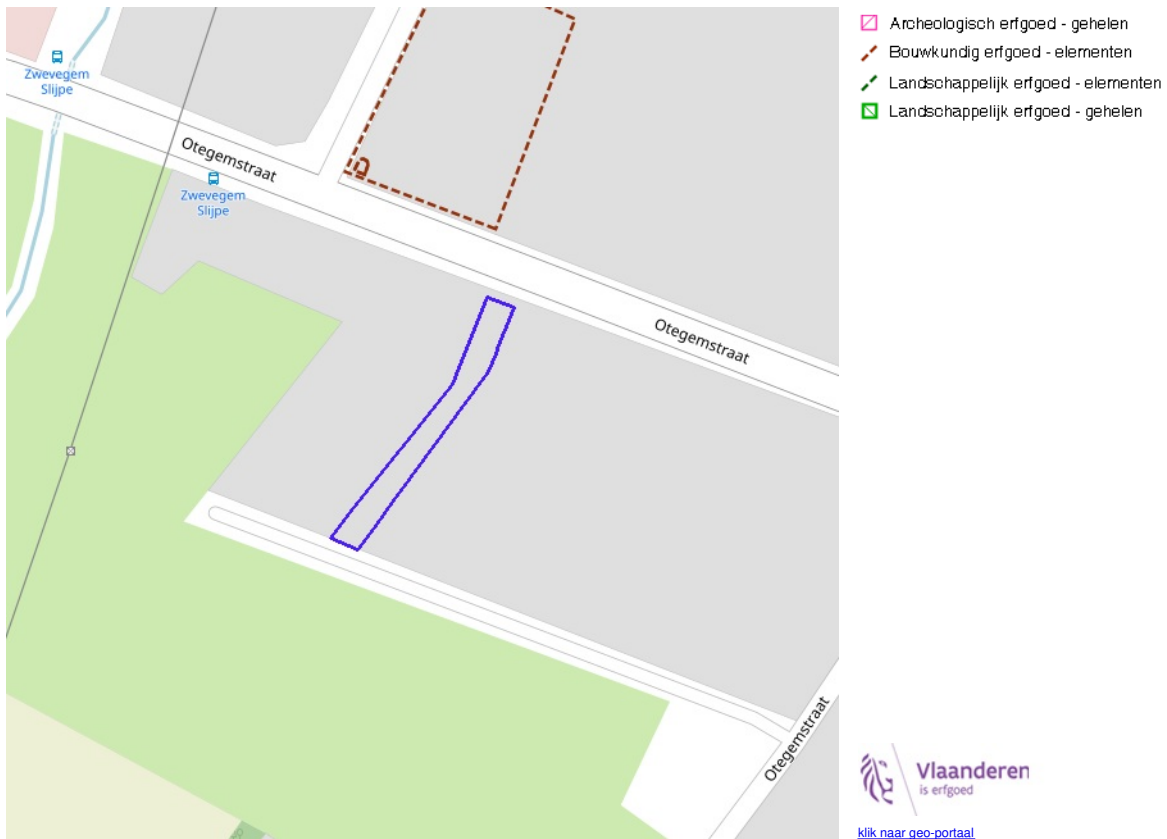 Zwevegem
Slijpe
Otegemstraat
Zwevegem
Slijpe
Otegemstraat
Otegemstraat
Archeologisch erfgoed - gehelen
Bouwkundig erfgoed - elementen
Landschappelijk erfgoed - elementen
Landschappelijk erfgoed - gehelen
Vlaanderen
is erfgoed
klik naar geo-portaal